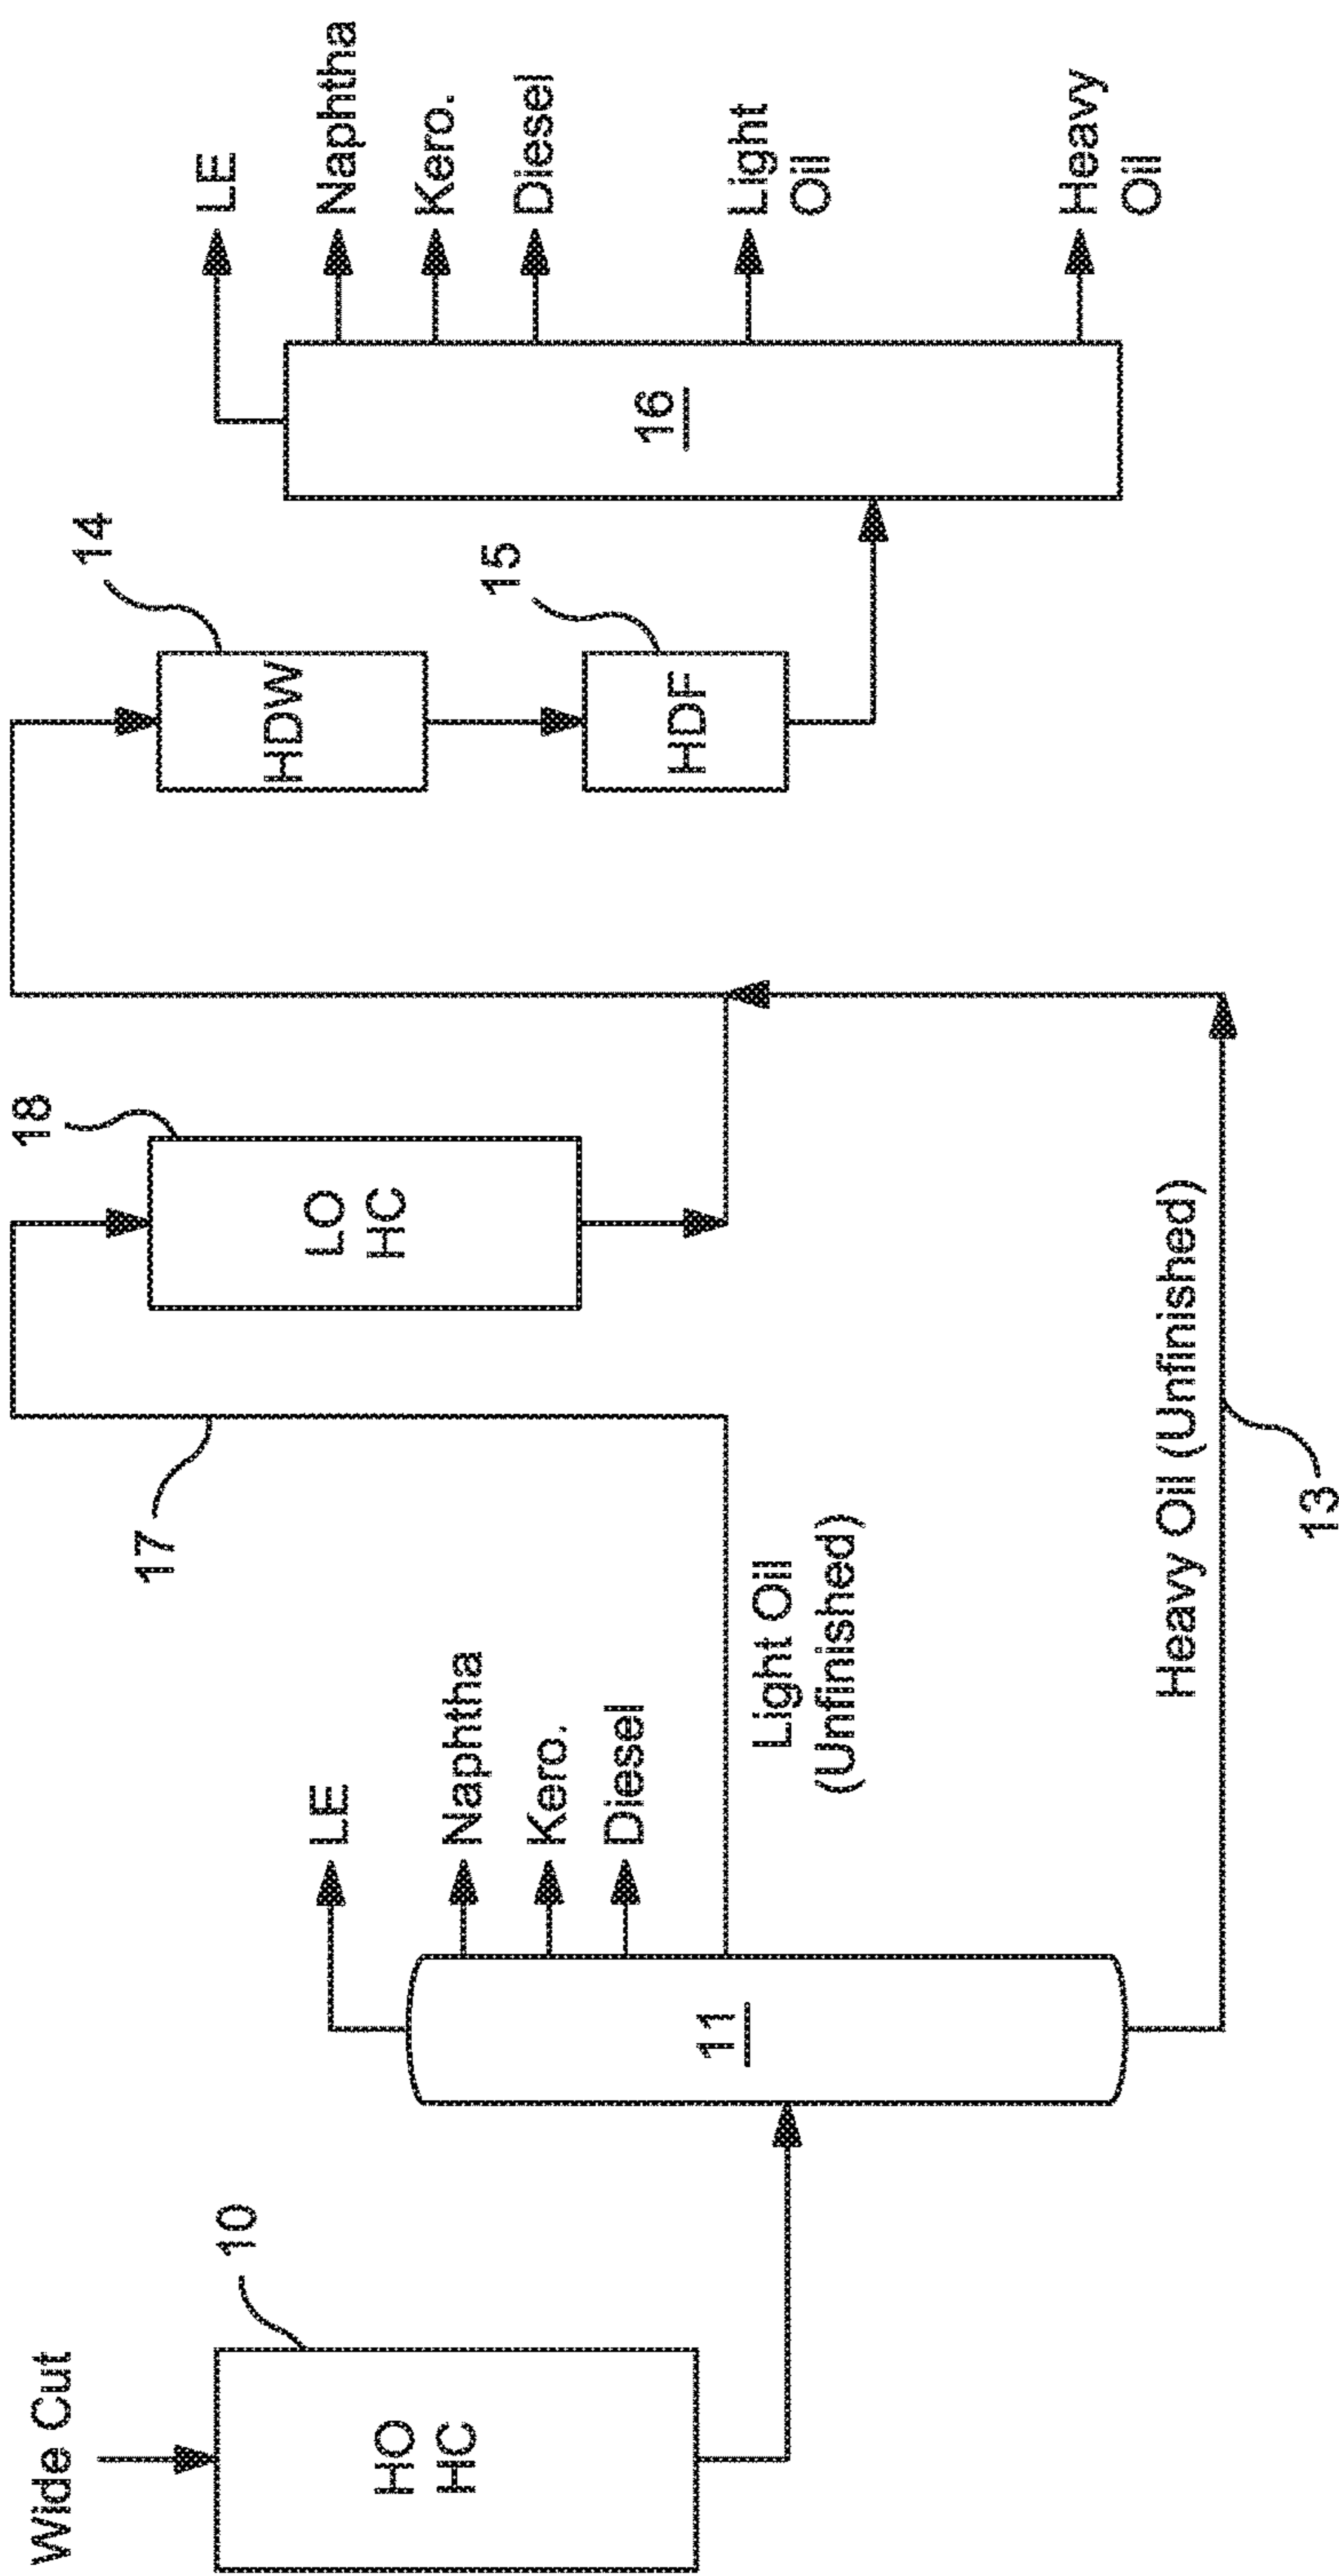 Wide Cut
10
HO
HC
11
LE
Naphtha
Kero.
Diesel
Light Oil
(Unfinished)
Heavy Oil (Unfinished)
13
17
18
LO
HC
14
HDW
15
HDF
16
LE
Naphtha
Kero.
Diesel
Light
Oil
Heavy
Oil